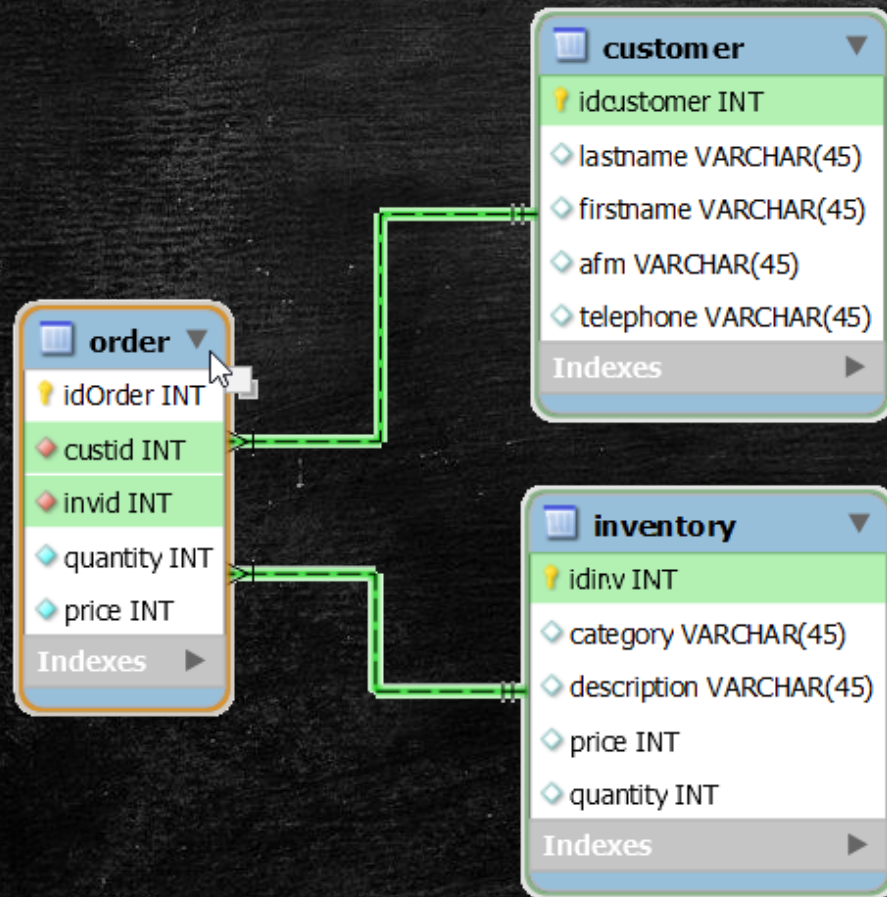 customer
idcustomer INT
lastname VARCHAR(45)
firstname VARCHAR(45)
afm VARCHAR(45)
telephone VARCHAR(45)
Indexes
order
idOrder INT
custid INT
invid INT
quantity INT
price INT
Indexes
inventory
idinv INT
category VARCHAR(45)
description VARCHAR(45)
price INT
quantity INT
Indexes